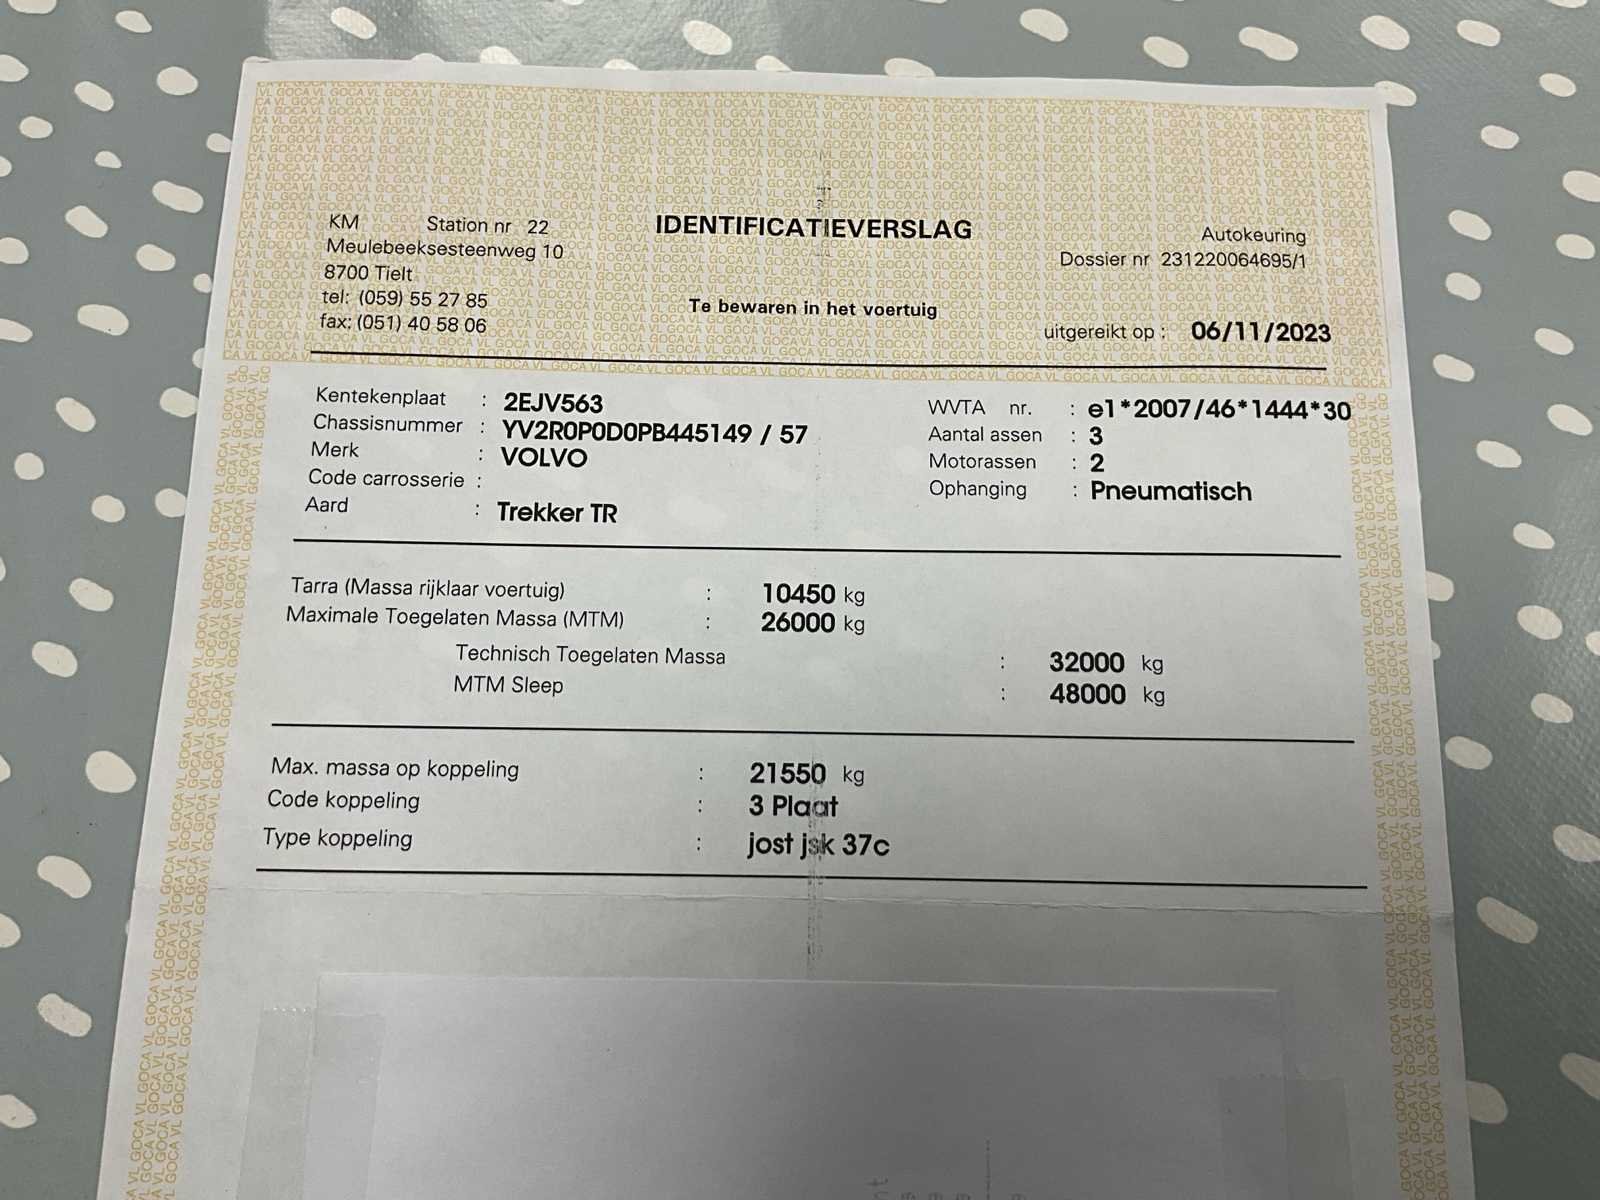 KM Station nr 22
Meulebeeksesteenweg 10
8700 Tielt
tel: (059) 55 27 85
fax: (051) 40 58 06
IDENTIFICATIEVERSLAG
Te bewaren in het voertuig
Autokeuring
Dossier nr 231220064695/1
uitgereikt op : 06/11/2023
Kentekenplaat : 2EJV563
Chassisnummer : YV2R0P0D0PB445149 / 57
Merk : VOLVO
Code carrosserie :
Aard : Trekker TR
WVTA nr. : e1*2007/46*1444*30
Aantal assen : 3
Motorassen : 2
Ophanging : Pneumatisch
Tarra (Massa rijklaar voertuig) : 10450 kg
Maximale Toegelaten Massa (MTM) : 26000 kg
Technisch Toegelaten Massa : 32000 kg
MTM Sleep : 48000 kg
Max. massa op koppeling : 21550 kg
Code koppeling : 3 Plaat
Type koppeling : jost jsk 37c